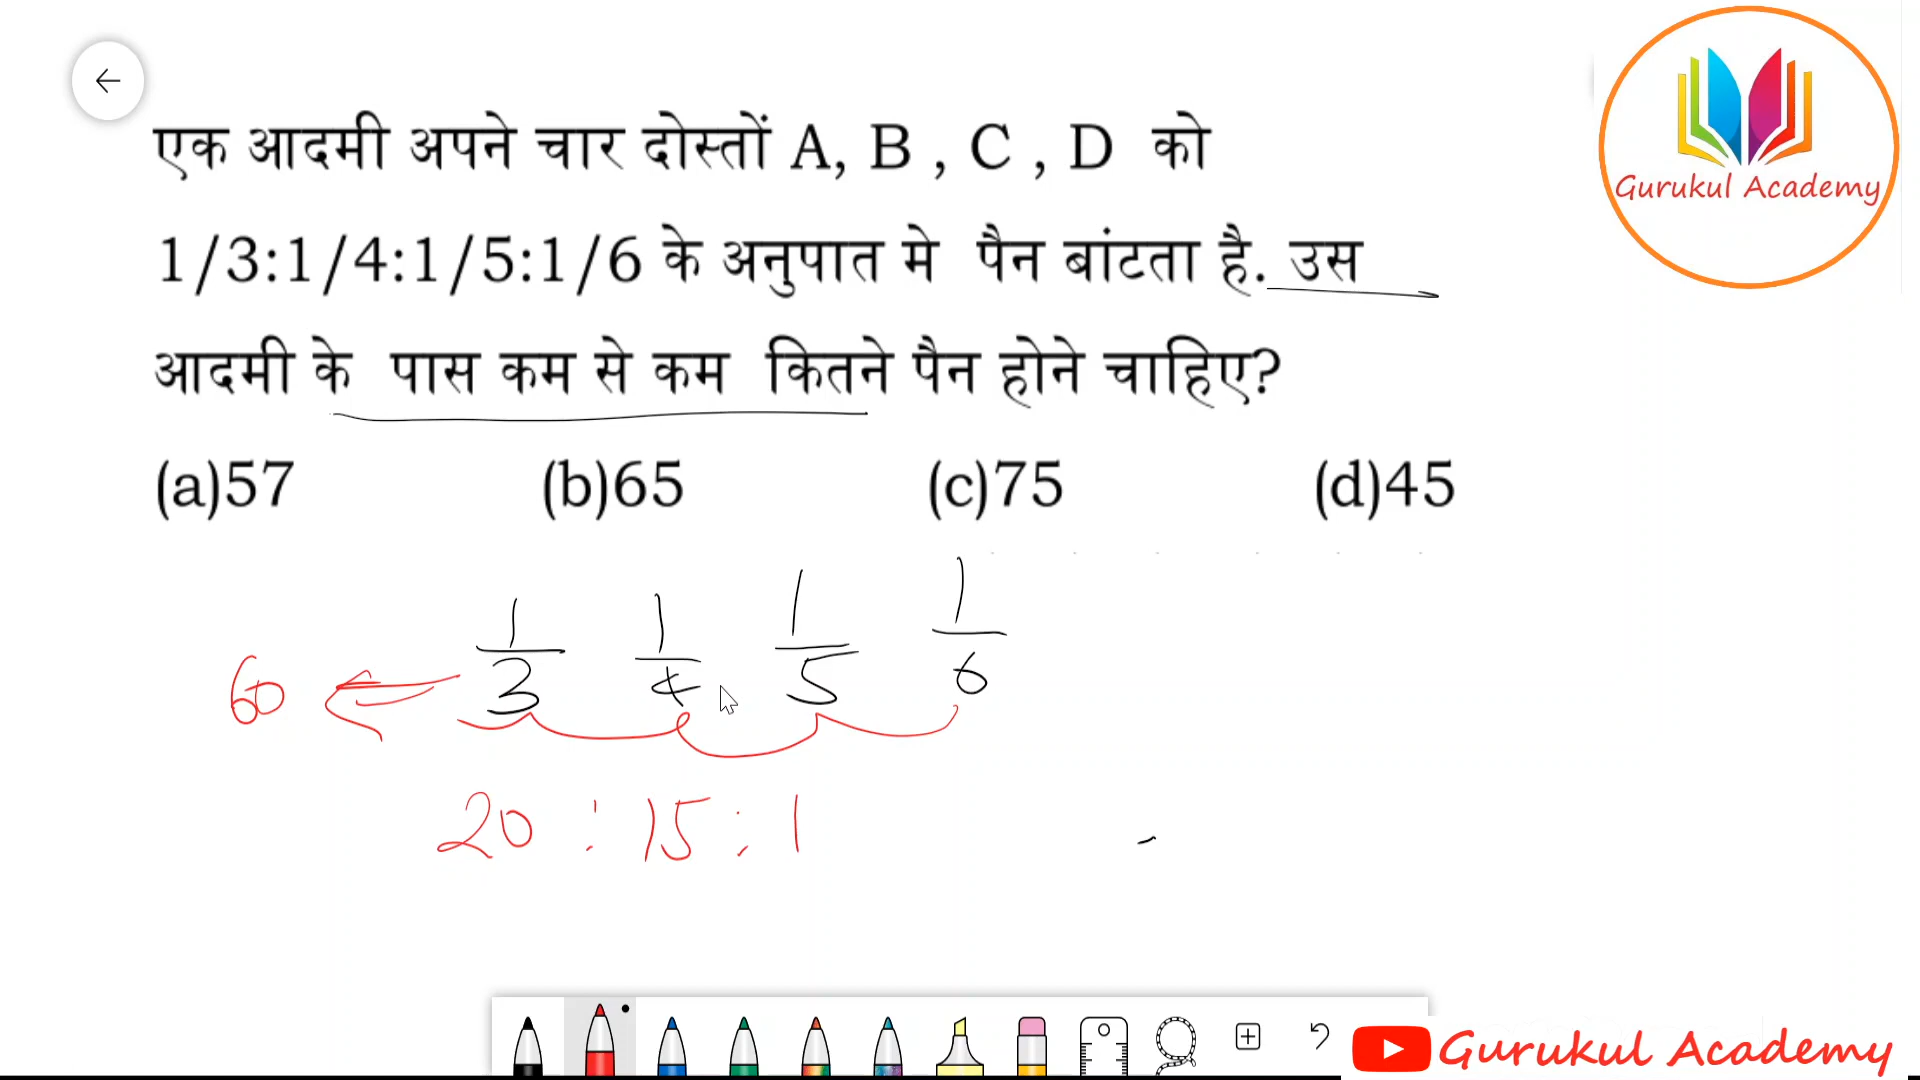 Gurukul Academy
एक आदमी अपने चार दोस्तों A, B , C , D को
1/3:1/4:1/5:1/6 के अनुपात मे पैन बांटता है. उस
आदमी के पास कम से कम कितने पैन होने चाहिए?
(a)57 (b)65 (c)75 (d)45
1/3 1/4 1/5 1/6
60
20 : 15 : 1
Gurukul Academy